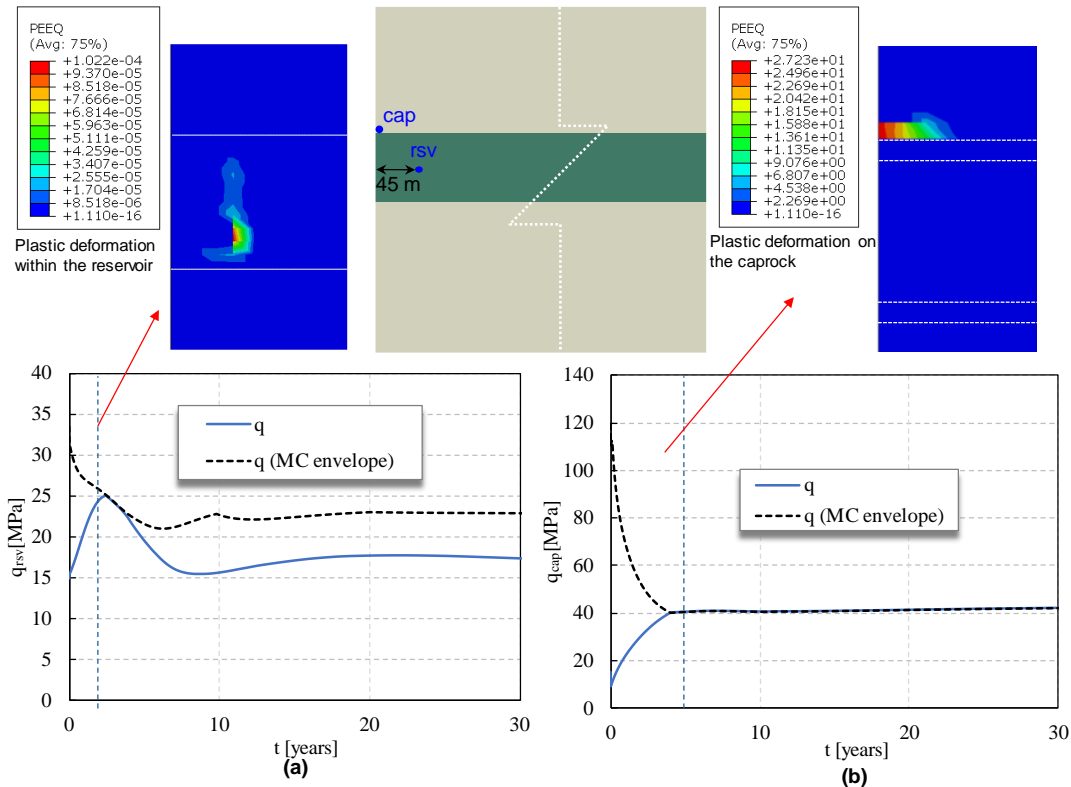 PEEQ
(Avg: 75%)
+1.022e-04
+9.370e-05
+8.518e-05
+7.666e-05
+6.814e-05
+5.963e-05
+5.111e-05
+4.259e-05
+3.407e-05
+2.555e-05
+1.704e-05
+8.518e-06
+1.110e-16
Plastic deformation
within the reservoir
cap
rsv
45 m
PEEQ
(Avg: 75%)
+2.723e+01
+2.496e+01
+2.269e+01
+2.042e+01
+1.815e+01
+1.588e+01
+1.361e+01
+1.135e+01
+9.076e+00
+6.807e+00
+4.538e+00
+2.269e+00
+1.110e-16
Plastic deformation on
the caprock
40
35
30
25
20
15
10
5
0
qrsv[MPa]
q
q (MC envelope)
0
10
20
30
t [years]
(a)
140
120
100
80
60
40
20
0
qcap[MPa]
q
q (MC envelope)
0
10
20
30
t [years]
(b)